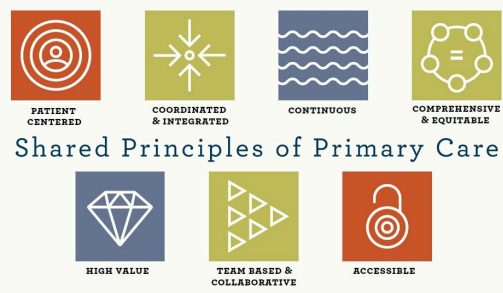 PATIENT
CENTERED
COORDINATED
& INTEGRATED
CONTINUOUS
COMPREHENSIVE
& EQUITABLE
Shared Principles of Primary Care
HIGH VALUE
TEAM BASED &
COLLABORATIVE
ACCESSIBLE